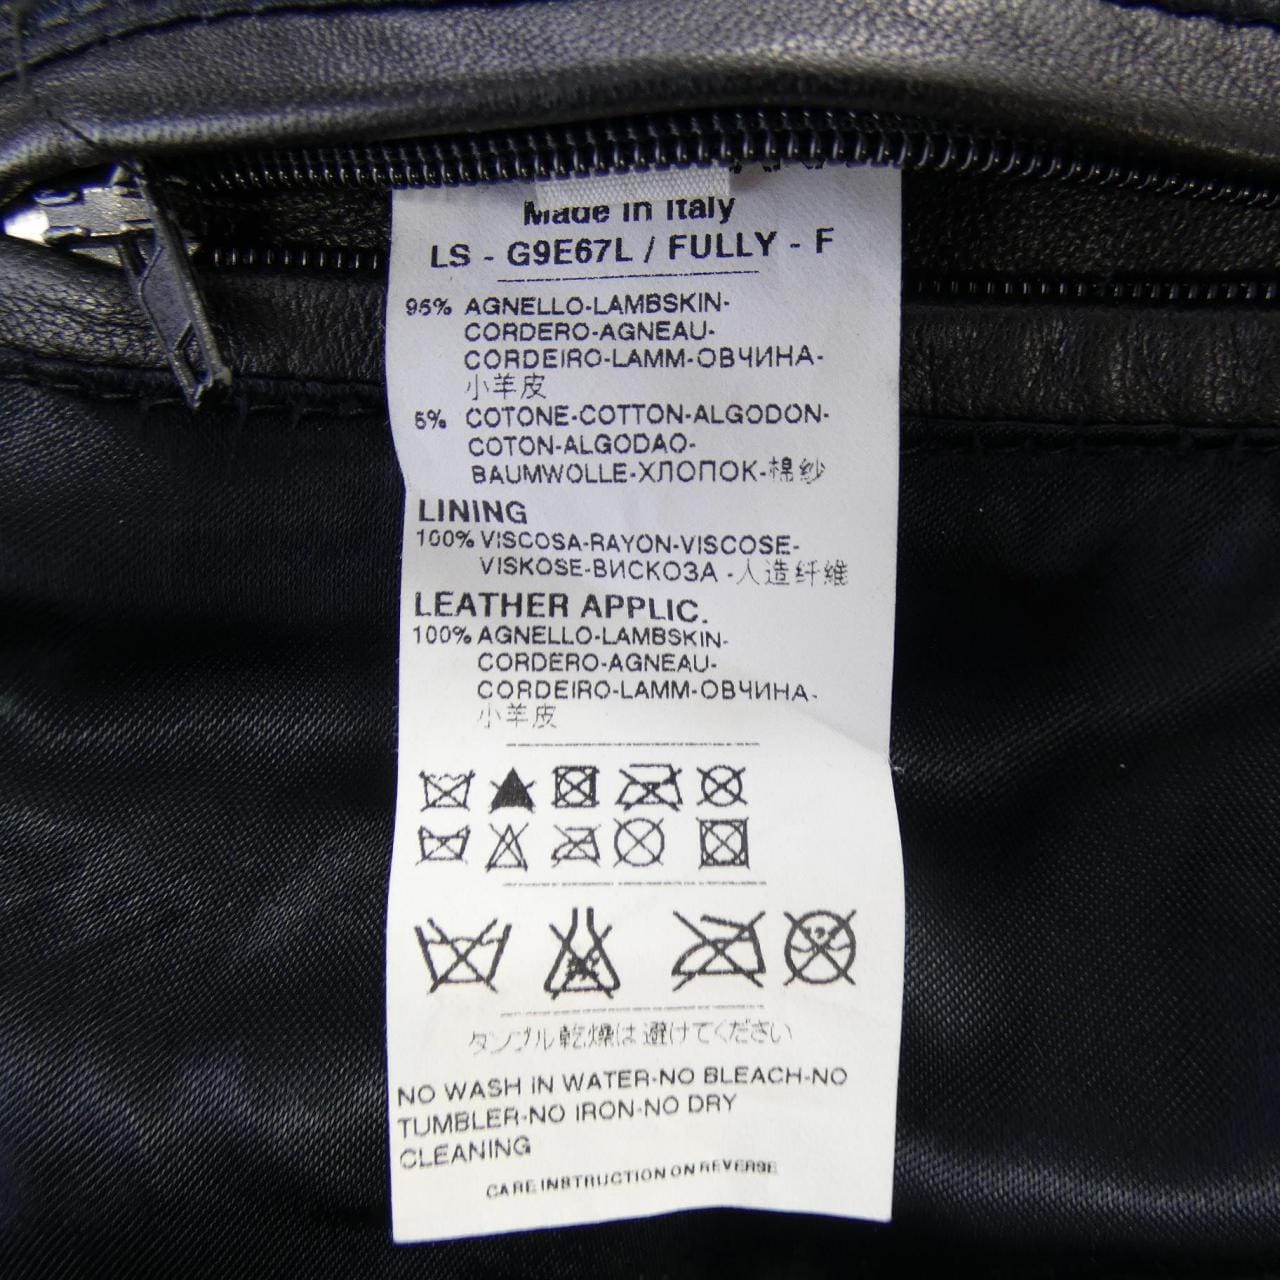 Made in Italy
LS - G9E67L / FULLY - F
95% AGNELLO-LAMBSKIN-
CORDERO-AGNEAU-
CORDEIRO-LAMM-ОВЧИНА-
小羊皮
5% COTONE-COTTON-ALGODON-
COTON-ALGODAO-
BAUMWOLLE-ХЛОПОК-棉纱
LINING
100% VISCOSA-RAYON-VISCOSE-
VISKOSE-ВИСКОЗА -人造纤維
LEATHER APPLIC.
100% AGNELLO-LAMBSKIN-
CORDERO-AGNEAU-
CORDEIRO-LAMM-ОВЧИНА-
小羊皮
タンブル乾燥は避けてください
NO WASH IN WATER-NO BLEACH-NO
TUMBLER-NO IRON-NO DRY
CLEANING
CARE INSTRUCTION ON REVERSE